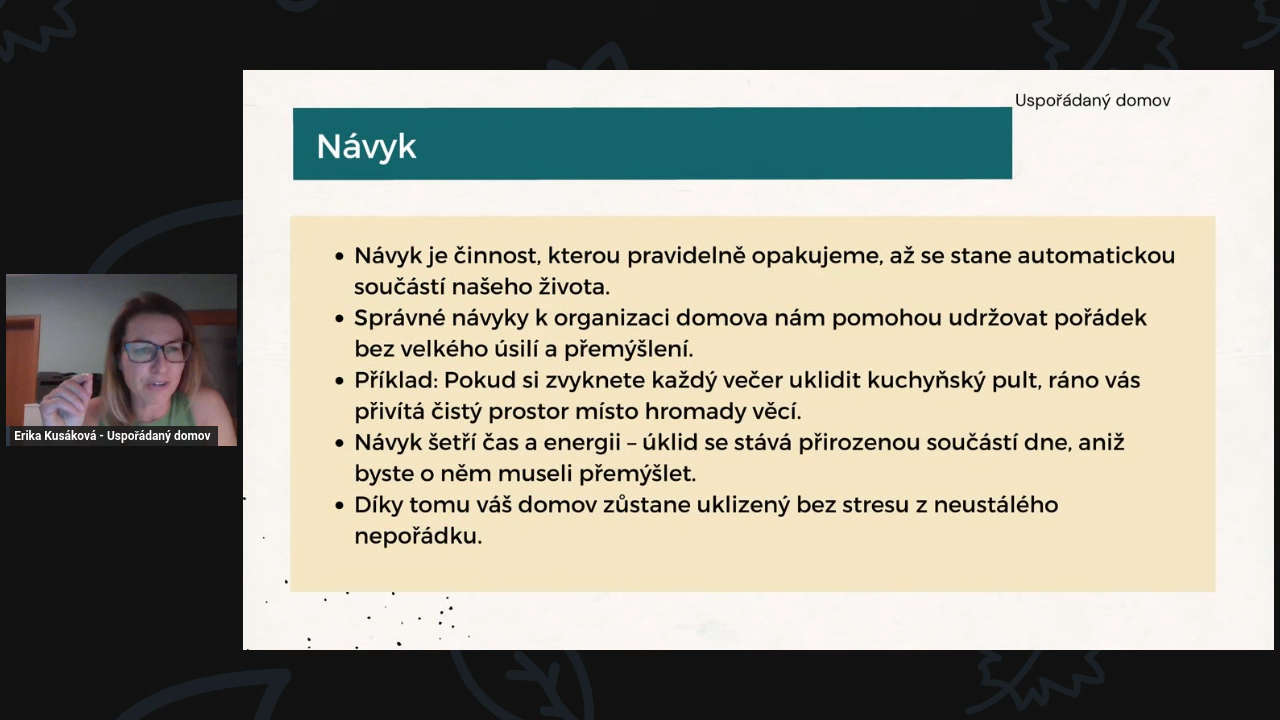 Uspořádaný domov
Návyk
• Návyk je činnost, kterou pravidelně opakujeme, až se stane automatickou
součástí našeho života.
• Správné návyky k organizaci domova nám pomohou udržovat pořádek
bez velkého úsilí a přemýšlení.
• Příklad: Pokud si zvyknete každý večer uklidit kuchyňský pult, ráno vás
přivítá čistý prostor místo hromady věcí.
• Návyk šetří čas a energii – úklid se stává přirozenou součástí dne, aniž
byste o něm museli přemýšlet.
• Díky tomu váš domov zůstane uklizený bez stresu z neustálého
nepořádku.
Erika Kusáková - Uspořádaný domov